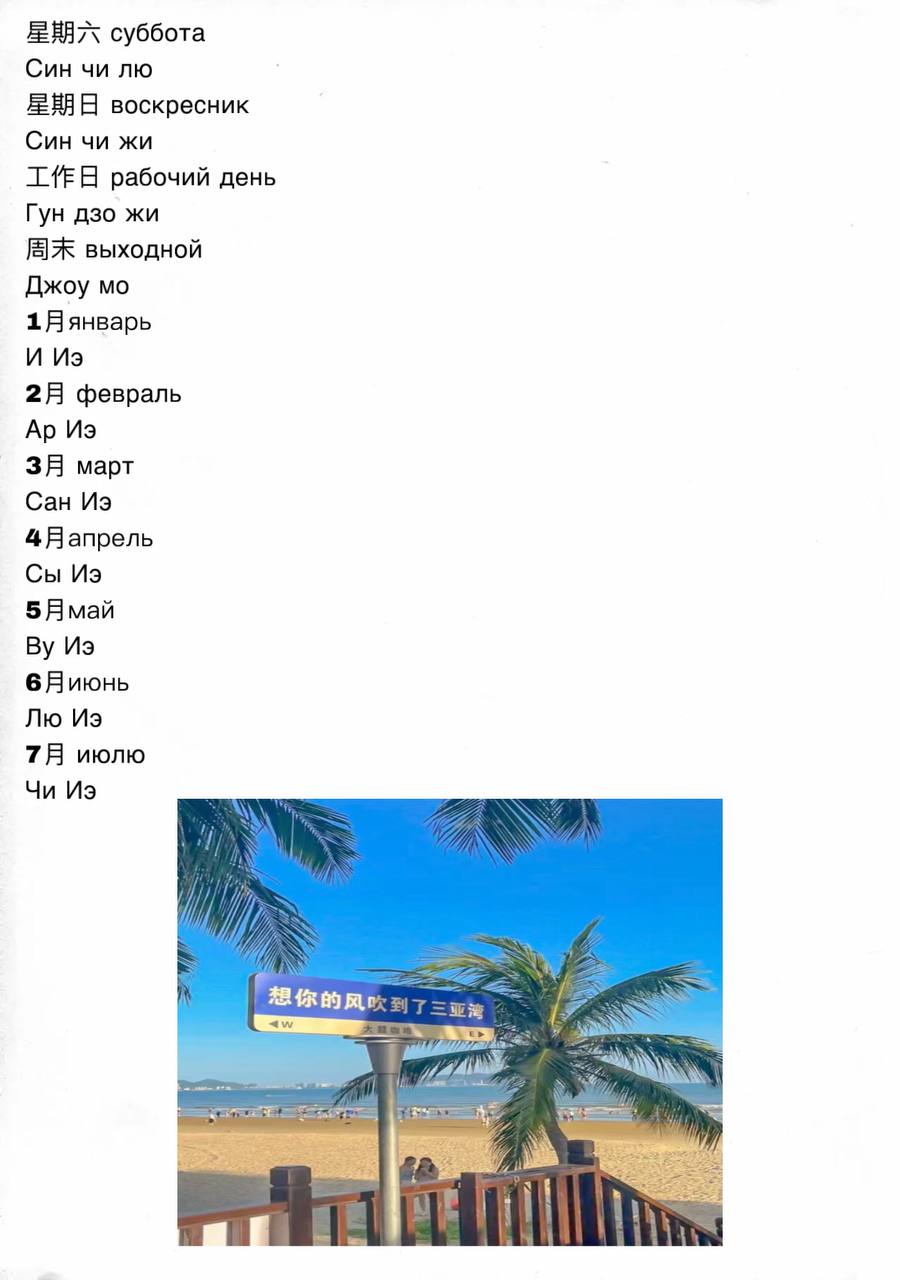 星期六 суббота
Син чи лю
星期日 воскресник
Син чи жи
工作日 рабочий день
Гун дзо жи
周末 выходной
Джоу мо
1月январь
И Иэ
2月 февраль
Ар Иэ
3月 март
Сан Иэ
4月апрель
Сы Иэ
5月май
Ву Иэ
6月июнь
Лю Иэ
7月 июлю
Чи Иэ
想你的风吹到了三亚湾
◀W 大 咖啡 E▶